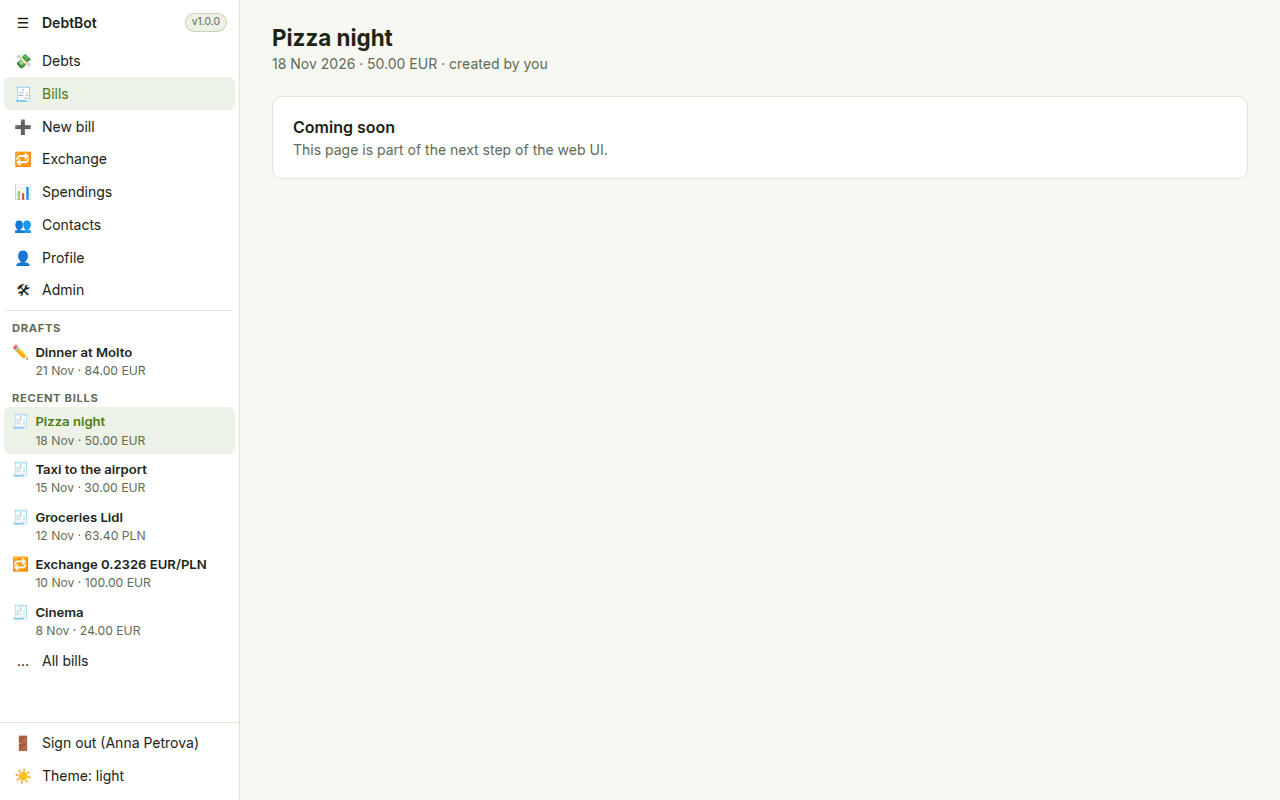 DebtBot v1.0.0
Debts
Bills
New bill
Exchange
Spendings
Contacts
Profile
Admin
DRAFTS
Dinner at Molto
21 Nov · 84.00 EUR
RECENT BILLS
Pizza night
18 Nov · 50.00 EUR
Taxi to the airport
15 Nov · 30.00 EUR
Groceries Lidl
12 Nov · 63.40 PLN
Exchange 0.2326 EUR/PLN
10 Nov · 100.00 EUR
Cinema
8 Nov · 24.00 EUR
... All bills
Sign out (Anna Petrova)
Theme: light
Pizza night
18 Nov 2026 · 50.00 EUR · created by you
Coming soon
This page is part of the next step of the web UI.